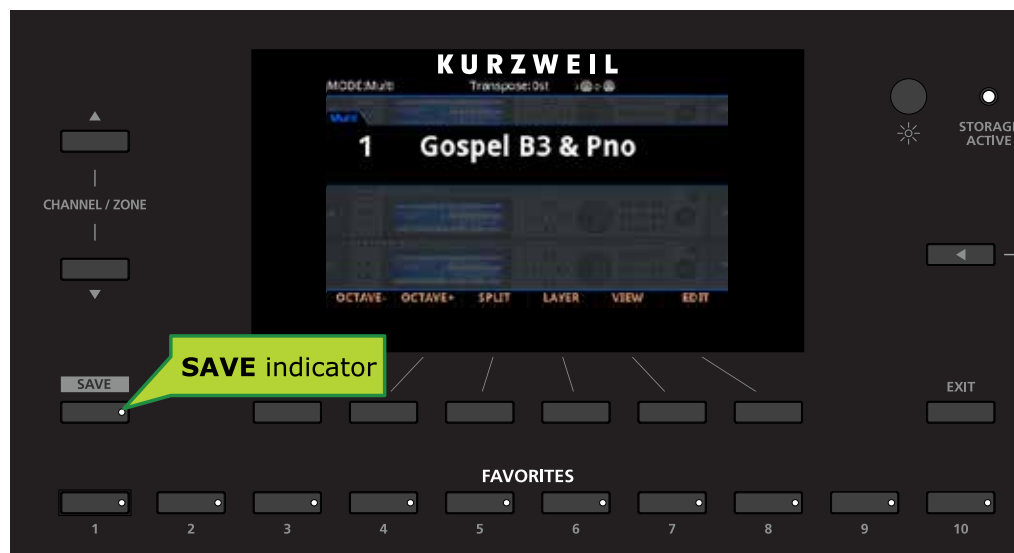 KURZWEIL
MODE:Multi Transpose:0st
Multi
1 Gospel B3 & Pno
OCTAVE- OCTAVE+ SPLIT LAYER VIEW EDIT
STORAGE
ACTIVE
CHANNEL / ZONE
SAVE indicator
SAVE
EXIT
FAVORITES
1 2 3 4 5 6 7 8 9 10